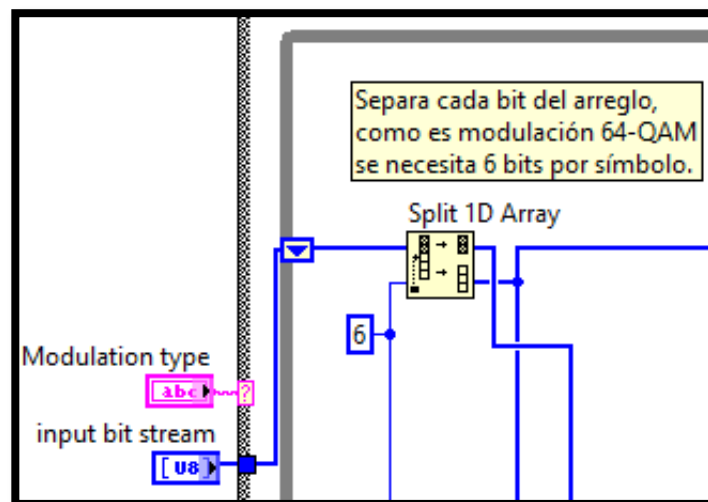 Separa cada bit del arreglo,
como es modulación 64-QAM
se necesita 6 bits por símbolo.
Split 1D Array
6
Modulation type
abc
?
input bit stream
[U8]